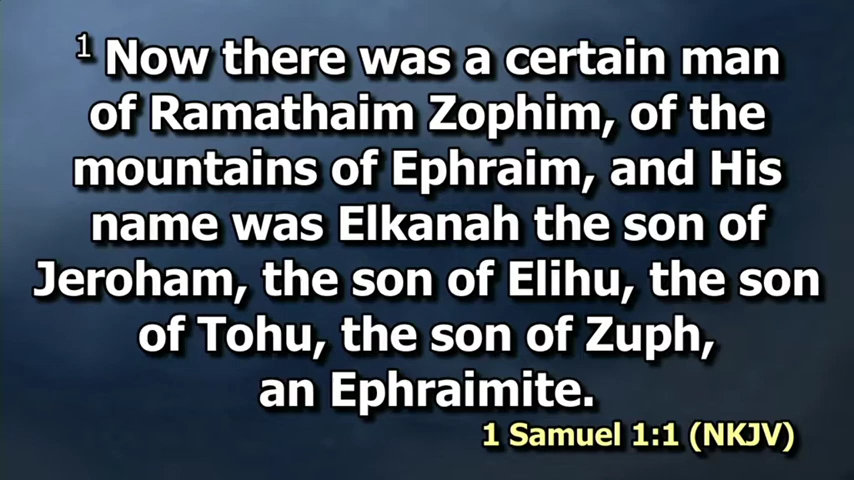 1 Now there was a certain man
of Ramathaim Zophim, of the
mountains of Ephraim, and His
name was Elkanah the son of
Jeroham, the son of Elihu, the son
of Tohu, the son of Zuph,
an Ephraimite.
1 Samuel 1:1 (NKJV)